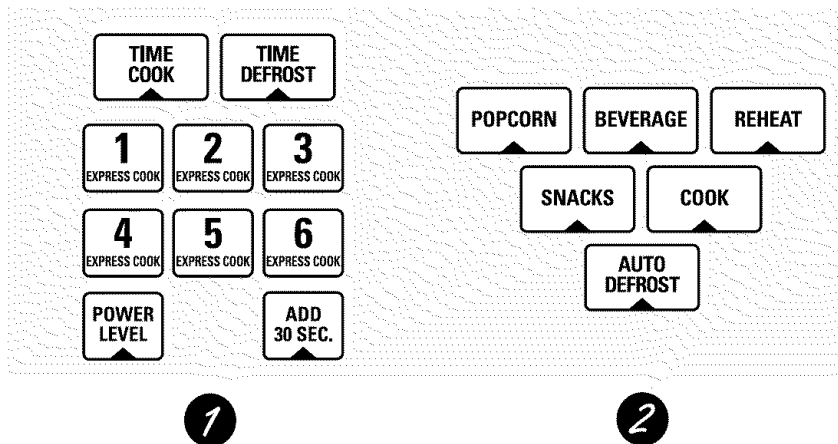 TIME
COOK
TIME
DEFROST
1
EXPRESS COOK
2
EXPRESS COOK
3
EXPRESS COOK
4
EXPRESS COOK
5
EXPRESS COOK
6
EXPRESS COOK
POWER
LEVEL
ADD
30 SEC.
1
POPCORN
BEVERAGE
REHEAT
SNACKS
COOK
AUTO
DEFROST
2